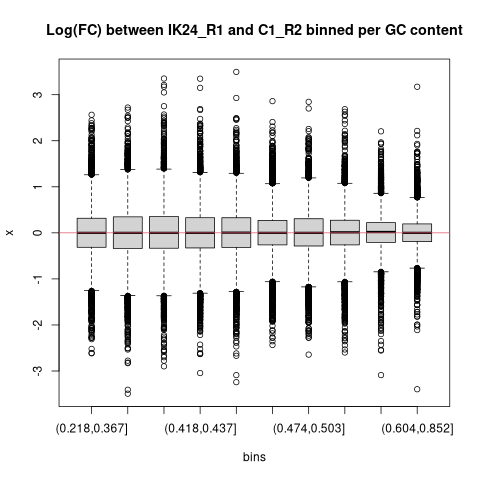 Log(FC) between IK24_R1 and C1_R2 binned per GC content
3
2
1
0
-1
-2
-3
x
(0.218,0.367] (0.418,0.437] (0.474,0.503] (0.604,0.852]
bins